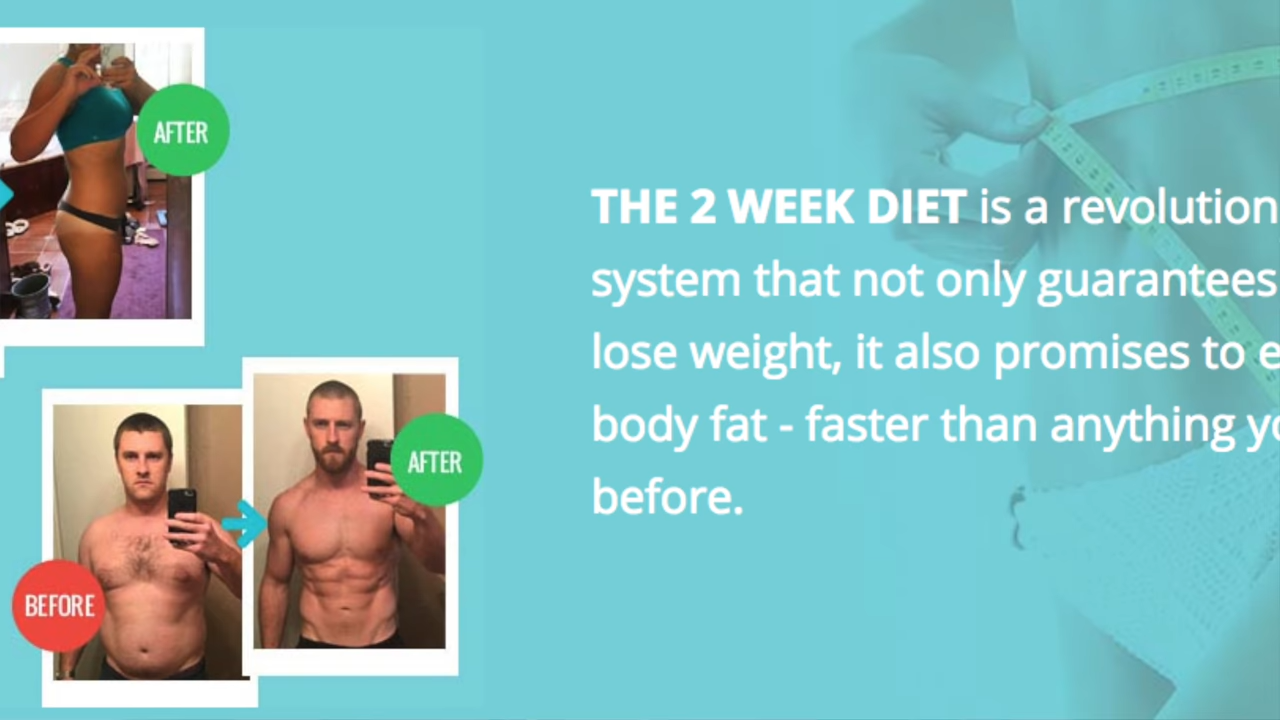 AFTER
THE 2 WEEK DIET is a revolution
system that not only guarantees
lose weight, it also promises to e
body fat - faster than anything yo
before.
AFTER
BEFORE